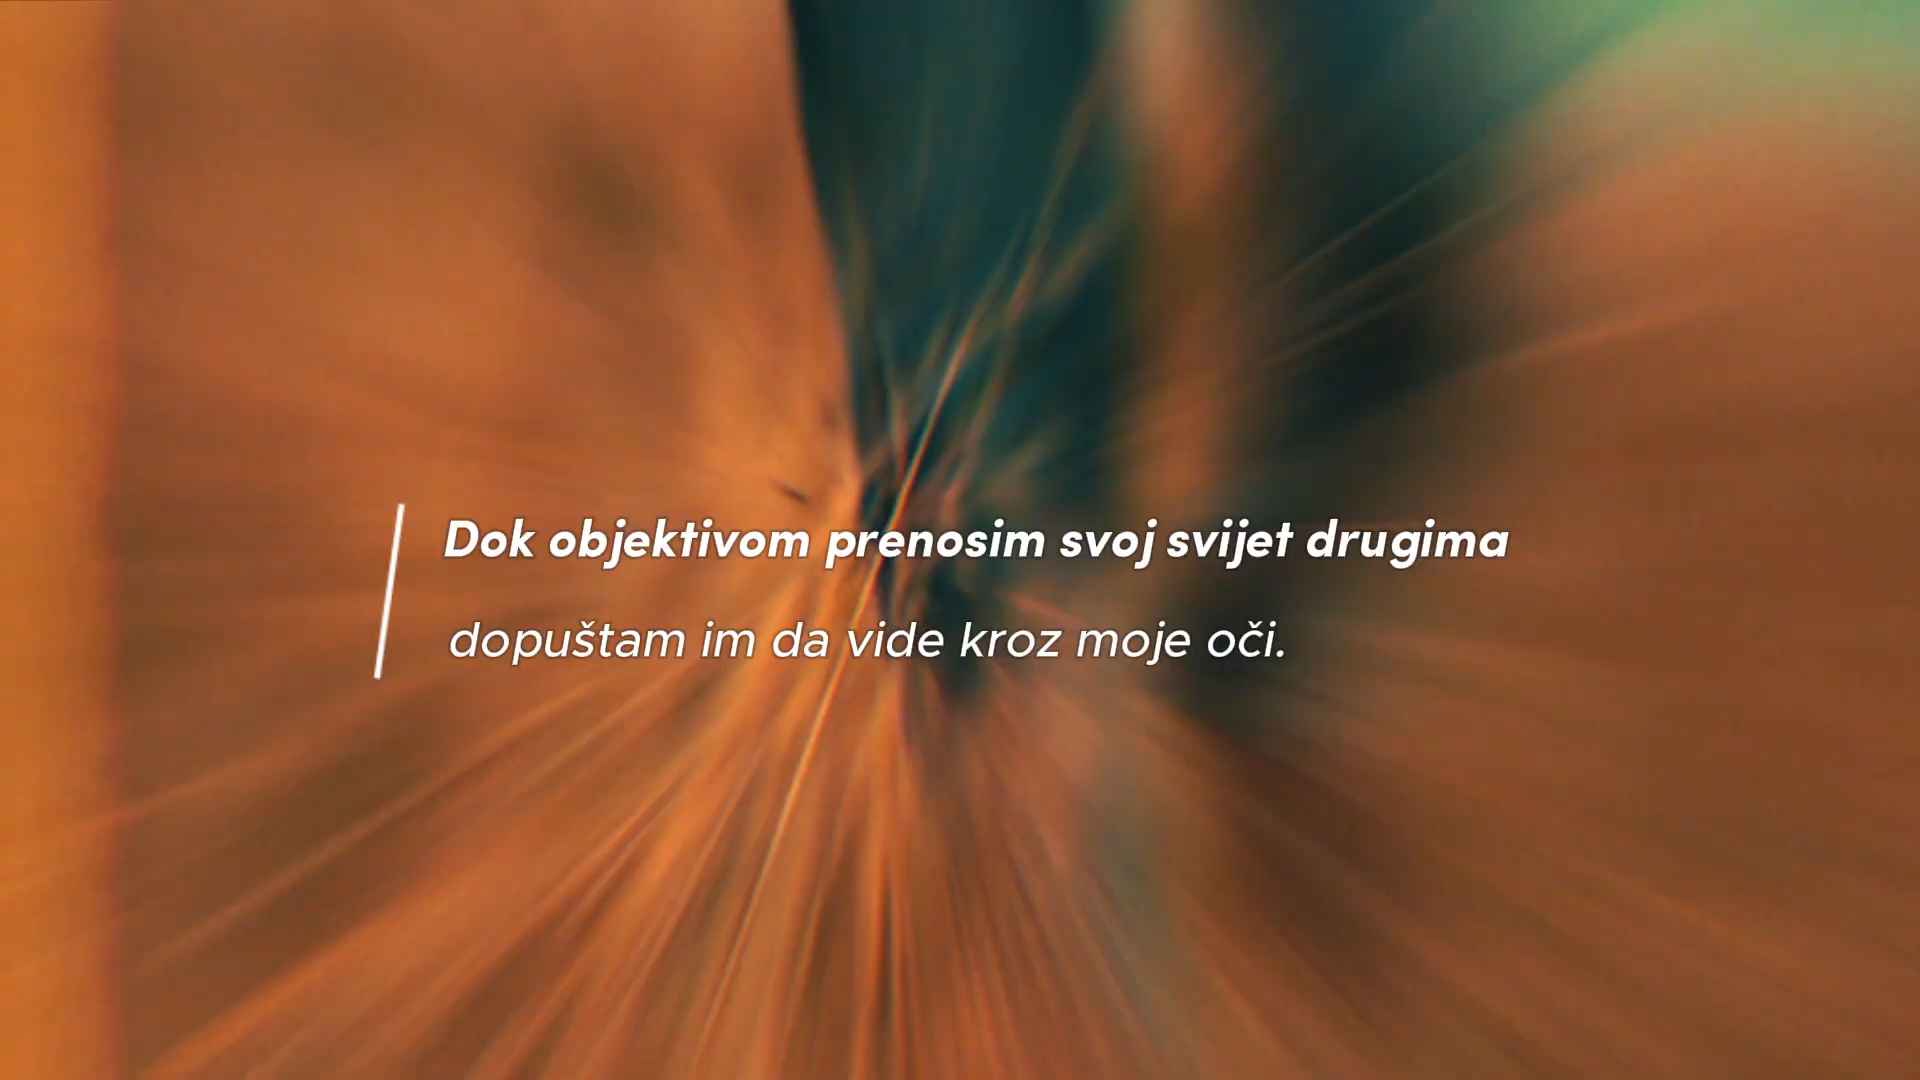 Dok objektivom prenosim svoj svijet drugima
dopuštam im da vide kroz moje oči.